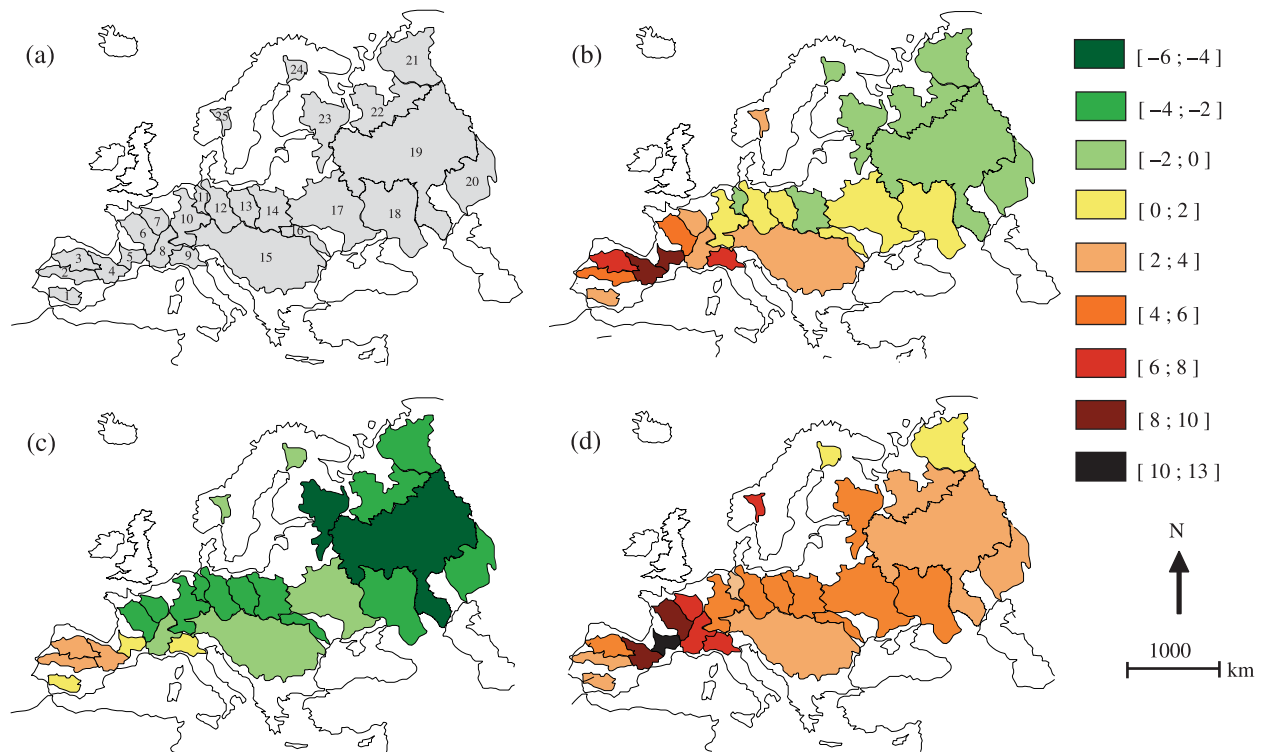 (a)
21
24
22
25
23
19
20
11
12
13
14
10
17
18
7
6
16
8
9
5
15
3
2
4
1
(b)
[ −6 ; −4 ]
[ −4 ; −2 ]
[ −2 ; 0 ]
[ 0 ; 2 ]
[ 2 ; 4 ]
[ 4 ; 6 ]
[ 6 ; 8 ]
[ 8 ; 10 ]
[ 10 ; 13 ]
(c)
(d)
N
1000
km